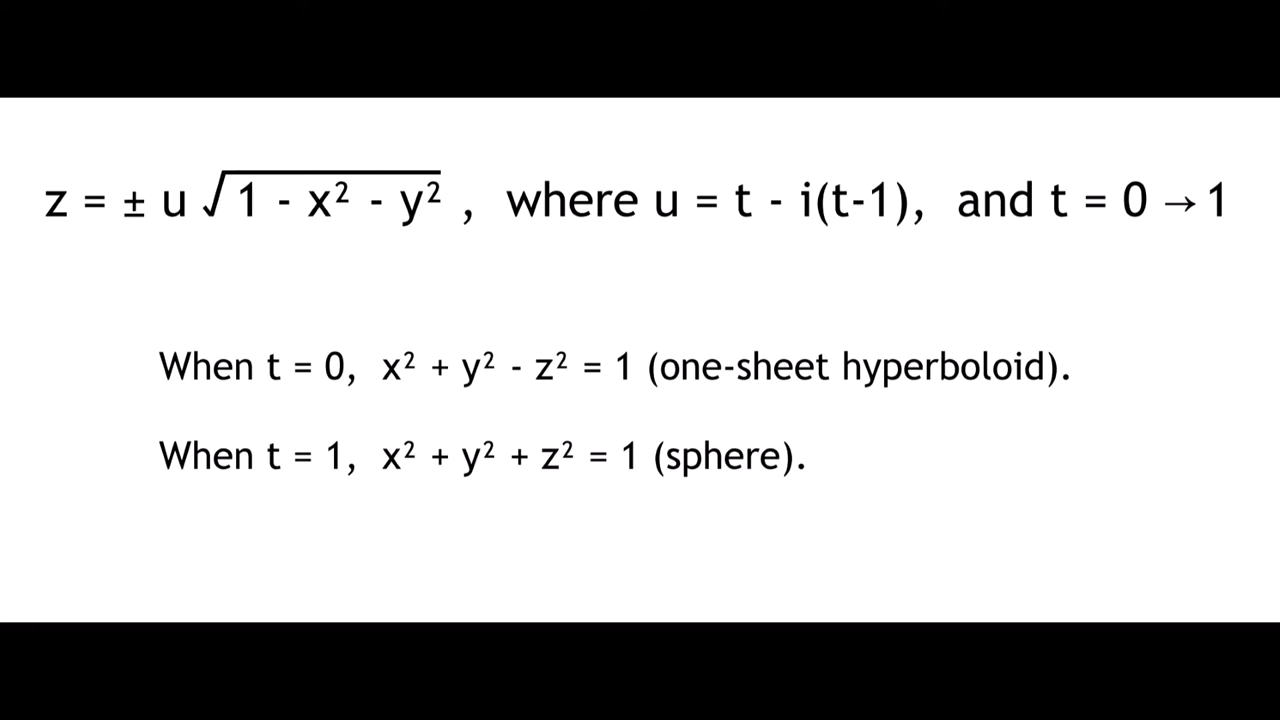 z = ± u √1 - x² - y² , where u = t - i(t-1), and t = 0 → 1
When t = 0, x² + y² - z² = 1 (one-sheet hyperboloid).
When t = 1, x² + y² + z² = 1 (sphere).